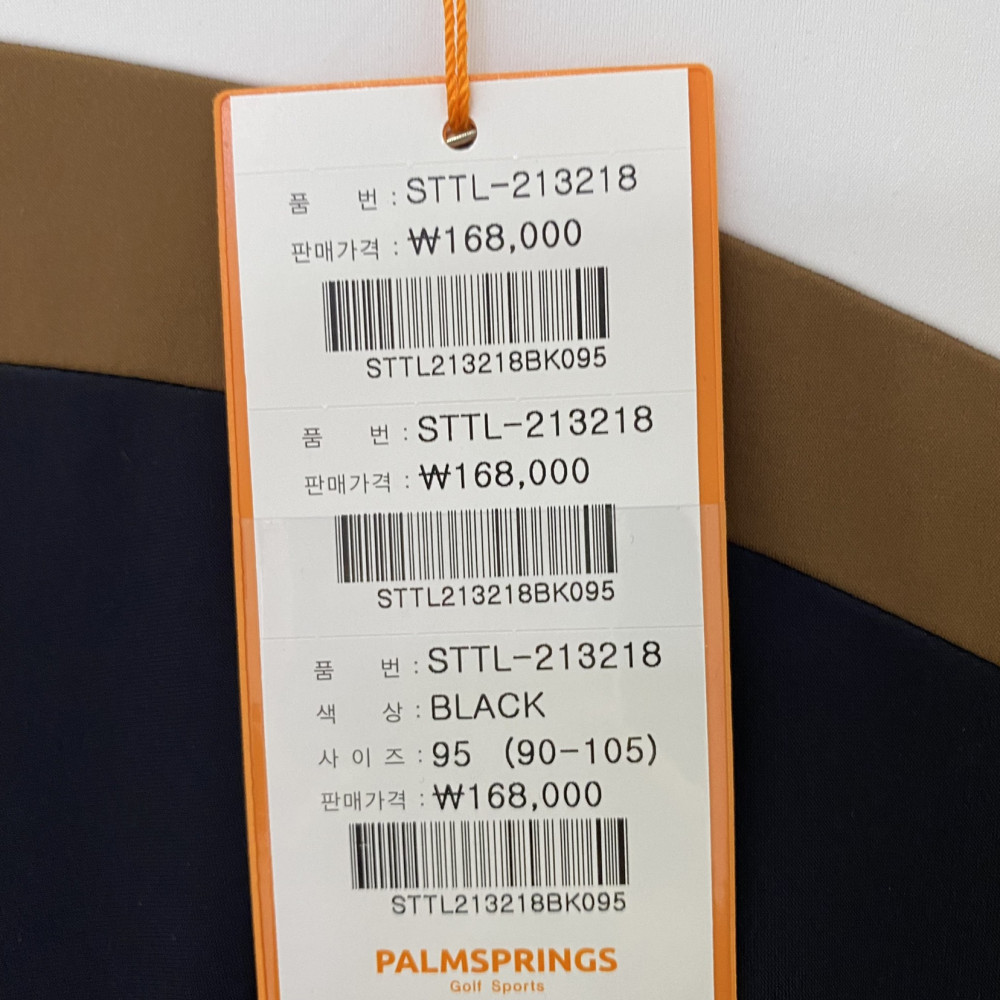 품 번 : STTL-213218
판매가격 : ₩168,000
STTL213218BK095
품 번 : STTL-213218
판매가격 : ₩168,000
STTL213218BK095
품 번 : STTL-213218
색 상 : BLACK
사 이 즈 : 95 (90-105)
판매가격 : ₩168,000
STTL213218BK095
PALMSPRINGS
Golf Sports